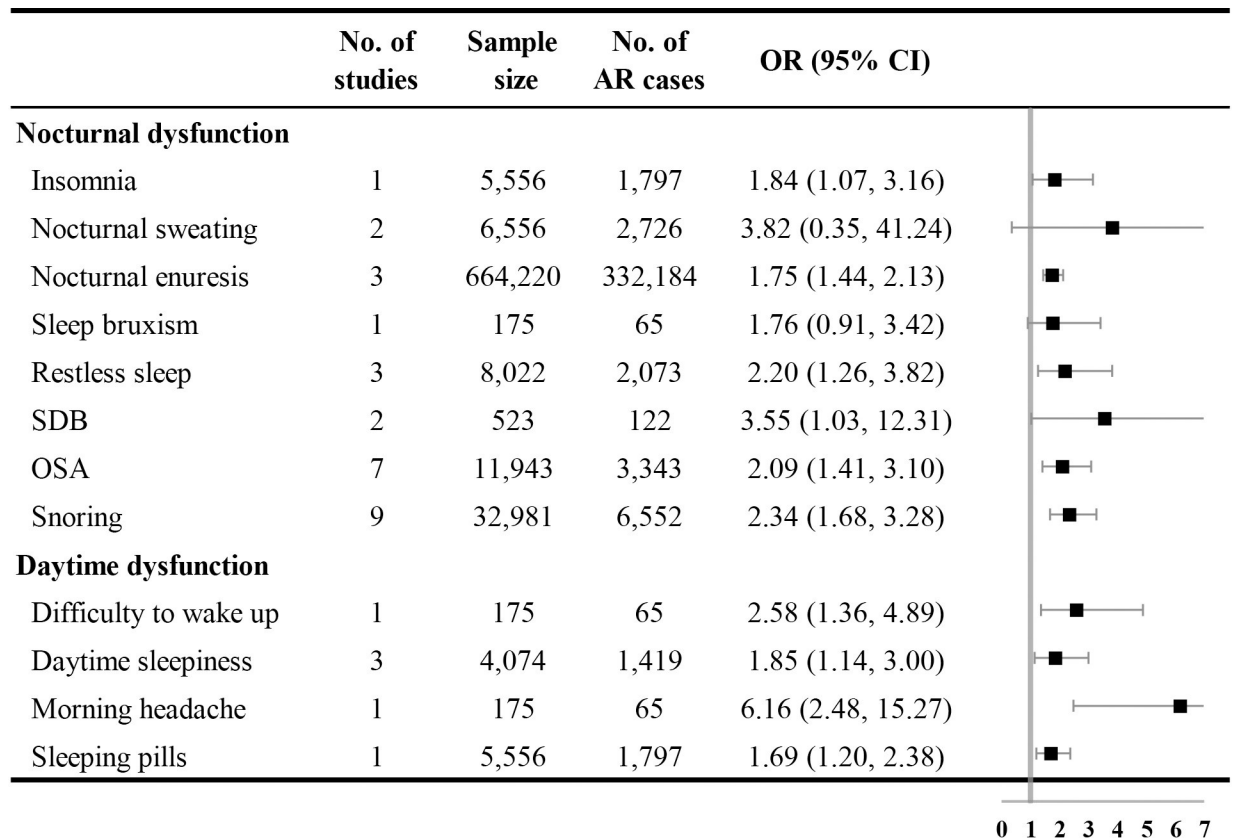 No. of studies Sample size No. of AR cases OR (95% CI)
Nocturnal dysfunction
Insomnia 1 5,556 1,797 1.84 (1.07, 3.16)
Nocturnal sweating 2 6,556 2,726 3.82 (0.35, 41.24)
Nocturnal enuresis 3 664,220 332,184 1.75 (1.44, 2.13)
Sleep bruxism 1 175 65 1.76 (0.91, 3.42)
Restless sleep 3 8,022 2,073 2.20 (1.26, 3.82)
SDB 2 523 122 3.55 (1.03, 12.31)
OSA 7 11,943 3,343 2.09 (1.41, 3.10)
Snoring 9 32,981 6,552 2.34 (1.68, 3.28)
Daytime dysfunction
Difficulty to wake up 1 175 65 2.58 (1.36, 4.89)
Daytime sleepiness 3 4,074 1,419 1.85 (1.14, 3.00)
Morning headache 1 175 65 6.16 (2.48, 15.27)
Sleeping pills 1 5,556 1,797 1.69 (1.20, 2.38)
0 1 2 3 4 5 6 7